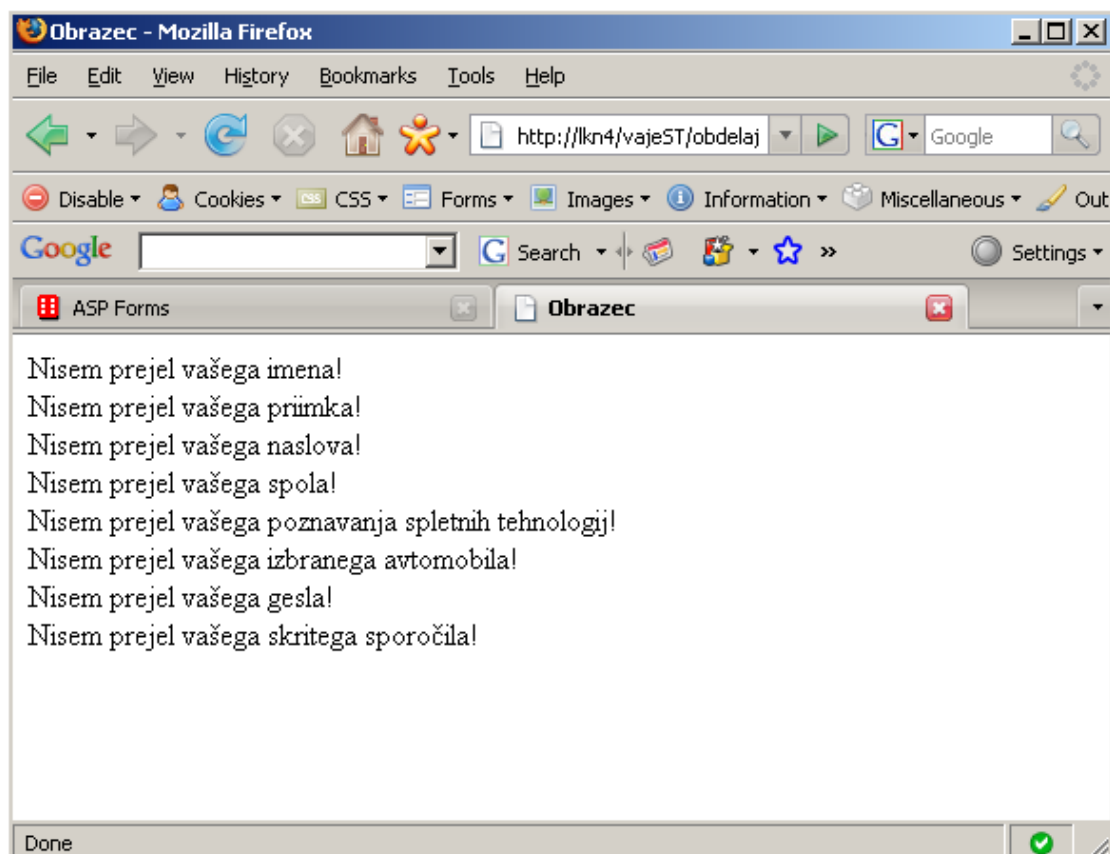 Obrazec - Mozilla Firefox
File Edit View History Bookmarks Tools Help
http://lkn4/vajeST/obdelaj G Google
Disable Cookies CSS CSS Forms Images Information Miscellaneous Out
Google G Search » Settings
ASP Forms Obrazec
Nisem prejel vašega imena!
Nisem prejel vašega priimka!
Nisem prejel vašega naslova!
Nisem prejel vašega spola!
Nisem prejel vašega poznavanja spletnih tehnologij!
Nisem prejel vašega izbranega avtomobila!
Nisem prejel vašega gesla!
Nisem prejel vašega skritega sporočila!
Done